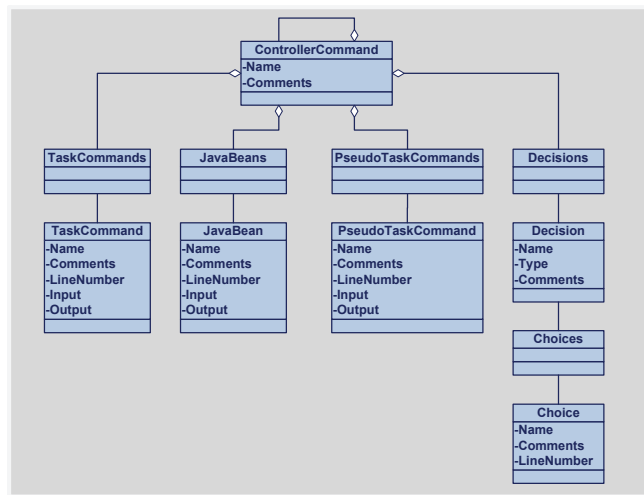 ControllerCommand
-Name
-Comments
TaskCommands
JavaBeans
PseudoTaskCommands
Decisions
TaskCommand
-Name
-Comments
-LineNumber
-Input
-Output
JavaBean
-Name
-Comments
-LineNumber
-Input
-Output
PseudoTaskCommand
-Name
-Comments
-LineNumber
-Input
-Output
Decision
-Name
-Type
-Comments
Choices
Choice
-Name
-Comments
-LineNumber